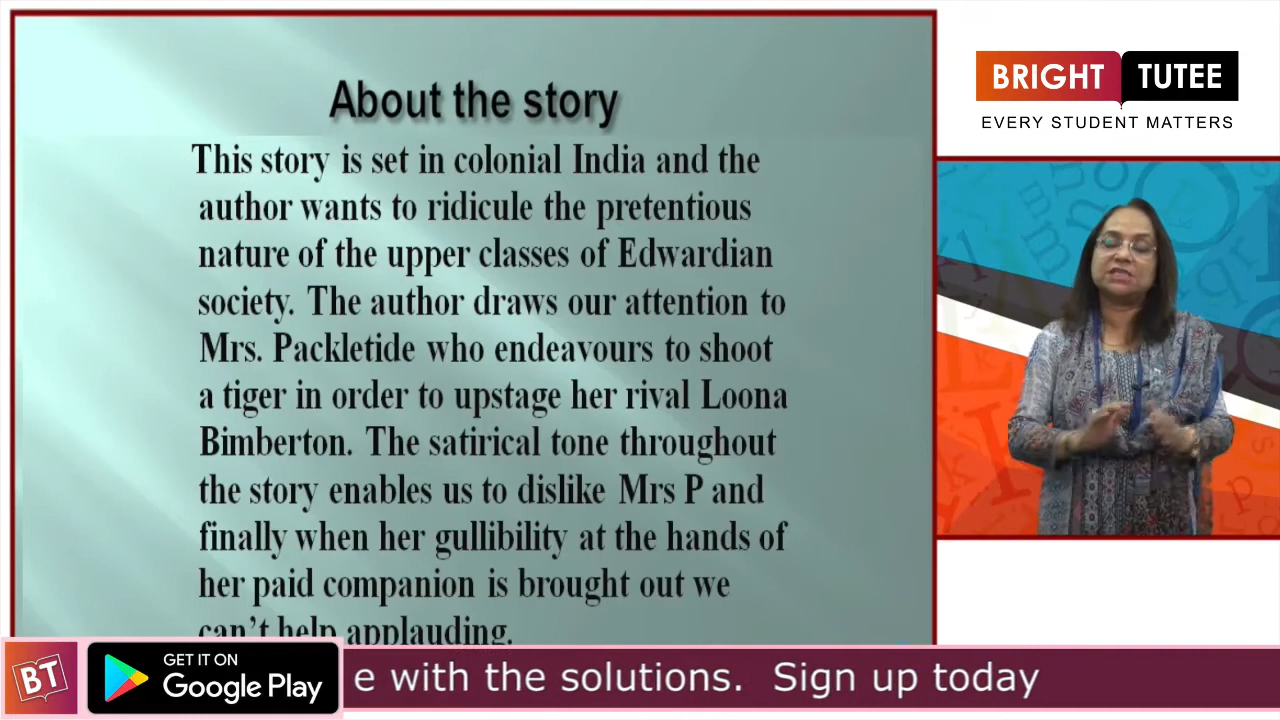 About the story
This story is set in colonial India and the
author wants to ridicule the pretentious
nature of the upper classes of Edwardian
society. The author draws our attention to
Mrs. Packletide who endeavours to shoot
a tiger in order to upstage her rival Loona
Bimberton. The satirical tone throughout
the story enables us to dislike Mrs P and
finally when her gullibility at the hands of
her paid companion is brought out we
can't help applauding.
BRIGHT TUTEE
EVERY STUDENT MATTERS
BT
GET IT ON
Google Play
e with the solutions. Sign up today